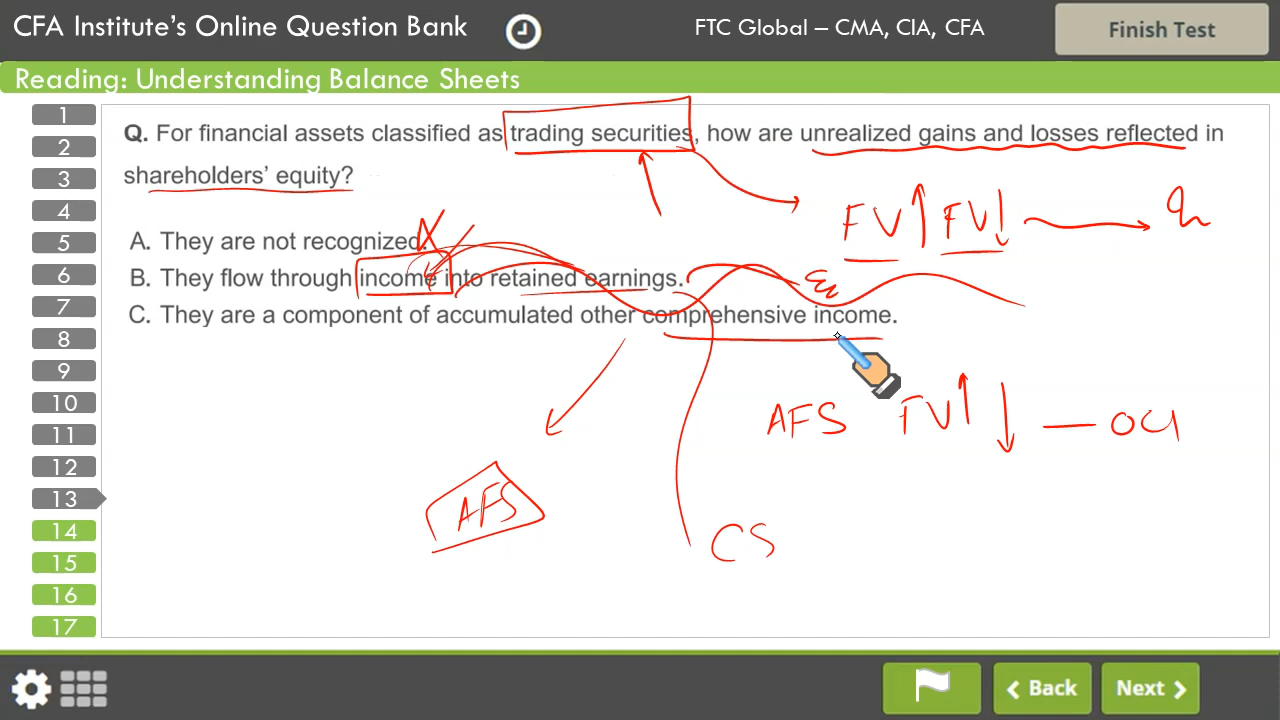 CFA Institute's Online Question Bank
FTC Global – CMA, CIA, CFA
Finish Test
Reading: Understanding Balance Sheets
1
2
3
4
5
6
7
8
9
10
11
12
13
14
15
16
17
Q. For financial assets classified as trading securities, how are unrealized gains and losses reflected in
shareholders' equity?
A. They are not recognized.
B. They flow through income into retained earnings.
C. They are a component of accumulated other comprehensive income.
FV↑ FV↓
AFS FV↑ ↓ — OCI
AFS
CS
Back
Next